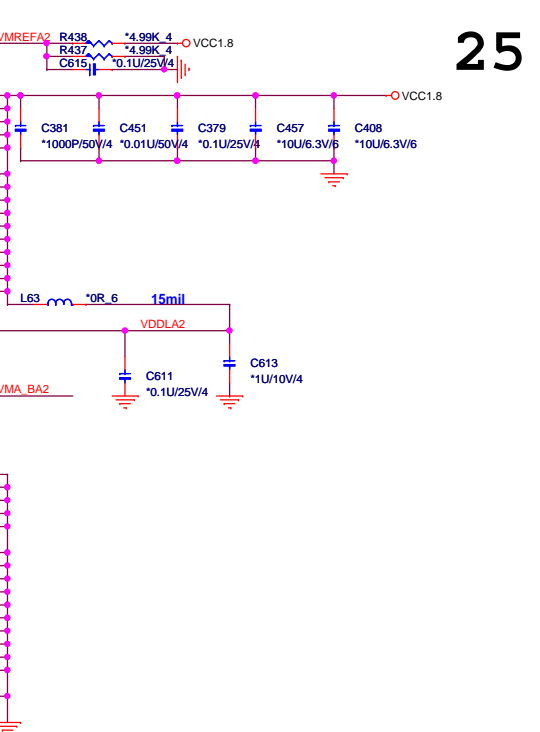 VMREFA2
R438 *4.99K_4
VCC1.8
R437 *4.99K_4
C615 *0.1U/25V/4
25
VCC1.8
C381
*1000P/50V/4
C451
*0.01U/50V/4
C379
*0.1U/25V/4
C457
*10U/6.3V/6
C408
*10U/6.3V/6
L63 *0R_6 15mil
VDDLA2
C613
*1U/10V/4
C611
*0.1U/25V/4
VMA_BA2